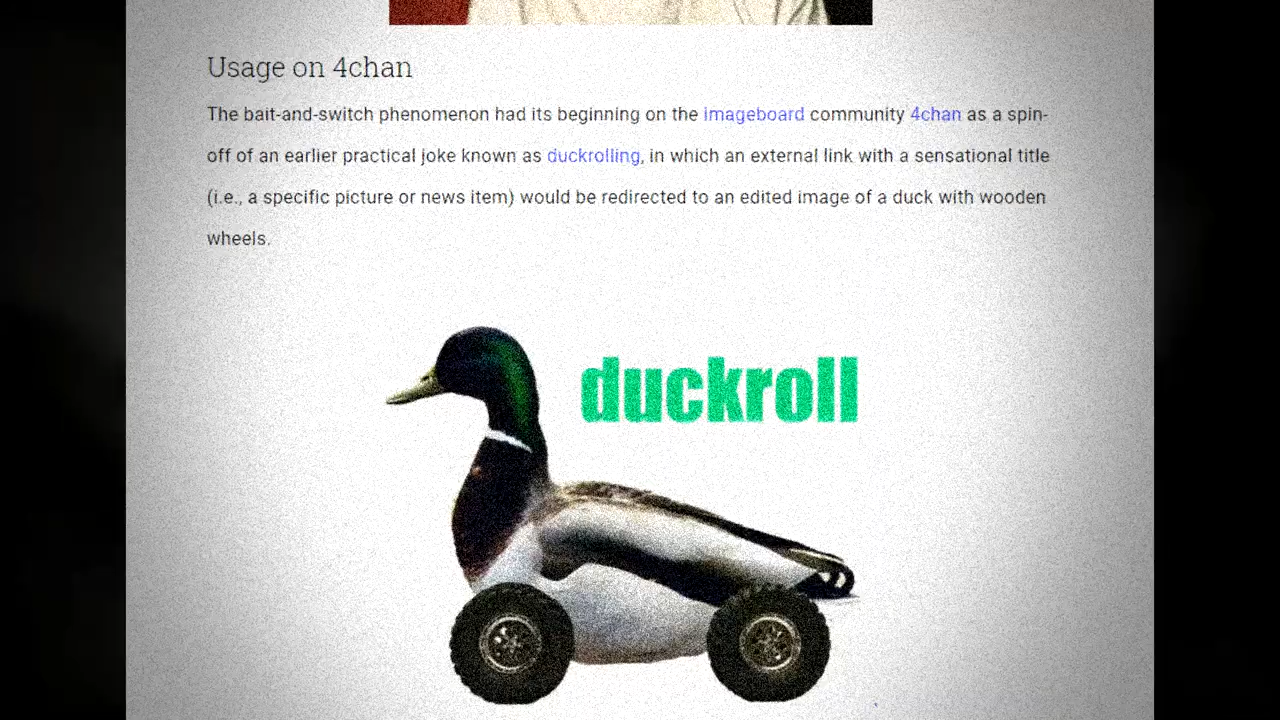 Usage on 4chan
The bait-and-switch phenomenon had its beginning on the imageboard community 4chan as a spin-
off of an earlier practical joke known as duckrolling, in which an external link with a sensational title
(i.e., a specific picture or news item) would be redirected to an edited image of a duck with wooden
wheels.
duckroll